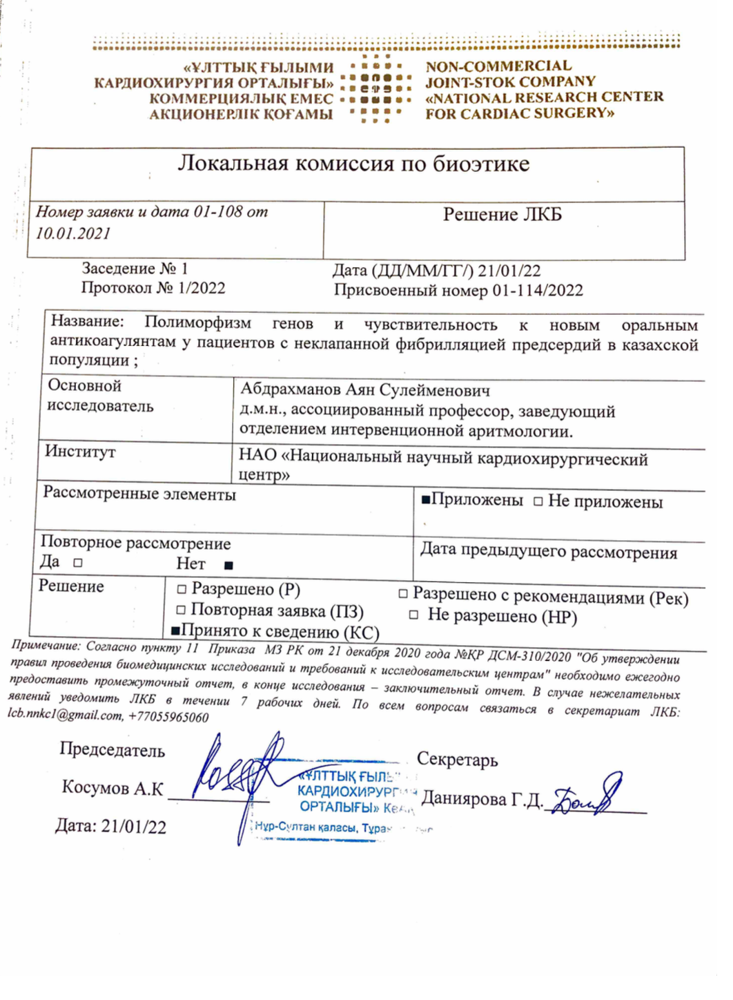 «ҰЛТТЫҚ ҒЫЛЫМИ
КАРДИОХИРУРГИЯ ОРТАЛЫҒЫ»
КОММЕРЦИЯЛЫҚ ЕМЕС
АКЦИОНЕРЛІК ҚОҒАМЫ
NON-COMMERCIAL
JOINT-STOK COMPANY
«NATIONAL RESEARCH CENTER
FOR CARDIAC SURGERY»
Локальная комиссия по биоэтике
Номер заявки и дата 01-108 от
10.01.2021
Решение ЛКБ
Заседение № 1
Дата (ДД/ММ/ГГ/) 21/01/22
Протокол № 1/2022
Присвоенный номер 01-114/2022
Название: Полиморфизм генов и чувствительность к новым оральным
антикоагулянтам у пациентов с неклапанной фибрилляцией предсердий в казахской
популяции ;
Основной
исследователь
Абдрахманов Аян Сулейменович
д.м.н., ассоциированный профессор, заведующий
отделением интервенционной аритмологии.
Институт
НАО «Национальный научный кардиохирургический
центр»
Рассмотренные элементы
■Приложены □ Не приложены
Повторное рассмотрение
Да □ Нет ■
Дата предыдущего рассмотрения
Решение
□ Разрешено (Р) □ Разрешено с рекомендациями (Рек)
□ Повторная заявка (ПЗ) □ Не разрешено (НР)
■Принято к сведению (КС)
Примечание: Согласно пункту 11 Приказа МЗ РК от 21 декабря 2020 года №ҚР ДСМ-310/2020 "Об утверждении
правил проведения биомедицинских исследований и требований к исследовательским центрам" необходимо ежегодно
предоставить промежуточный отчет, в конце исследования – заключительный отчет. В случае нежелательных
явлений уведомить ЛКБ в течении 7 рабочих дней. По всем вопросам связаться в секретариат ЛКБ:
lcb.nnkc1@gmail.com, +77055965060
Председатель
Секретарь
Косумов А.К
«ҰЛТТЫҚ ҒЫЛЫ
КАРДИОХИРУРГИЯ
ОРТАЛЫҒЫ»
Нұр-Сұлтан қаласы,
Даниярова Г.Д.
Дата: 21/01/22